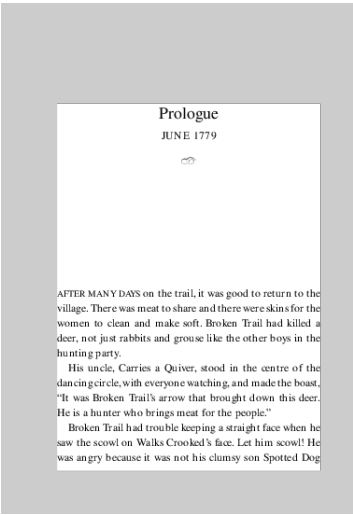 Prologue
JUNE 1779
AFTER MANY DAYS on the trail, it was good to return to the
village. There was meat to share and there were skins for the
women to clean and make soft. Broken Trail had killed a
deer, not just rabbits and grouse like the other boys in the
hunting party.
His uncle, Carries a Quiver, stood in the centre of the
dancing circle, with everyone watching, and made the boast,
“It was Broken Trail’s arrow that brought down this deer.
He is a hunter who brings meat for the people.”
Broken Trail had trouble keeping a straight face when he
saw the scowl on Walks Crooked’s face. Let him scowl! He
was angry because it was not his clumsy son Spotted Dog